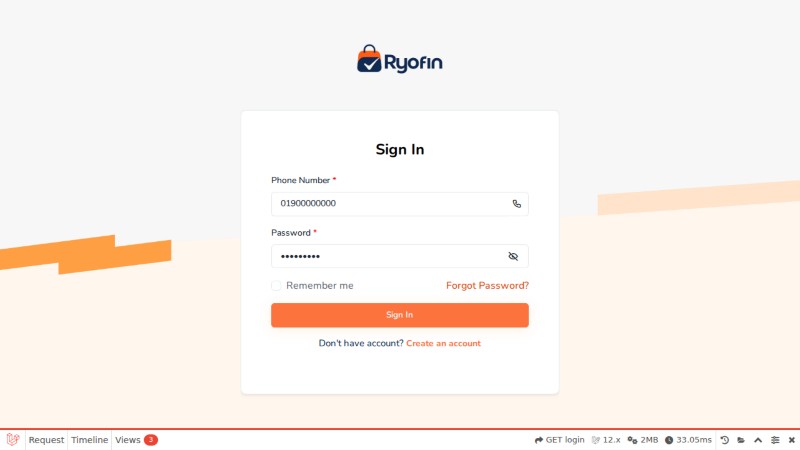 Ryofin
Sign In
Phone Number *
01900000000
Password *
•••••••••
Remember me Forgot Password?
Sign In
Don't have account? Create an account
Request Timeline Views 3 GET login 12.x 2MB 33.05ms